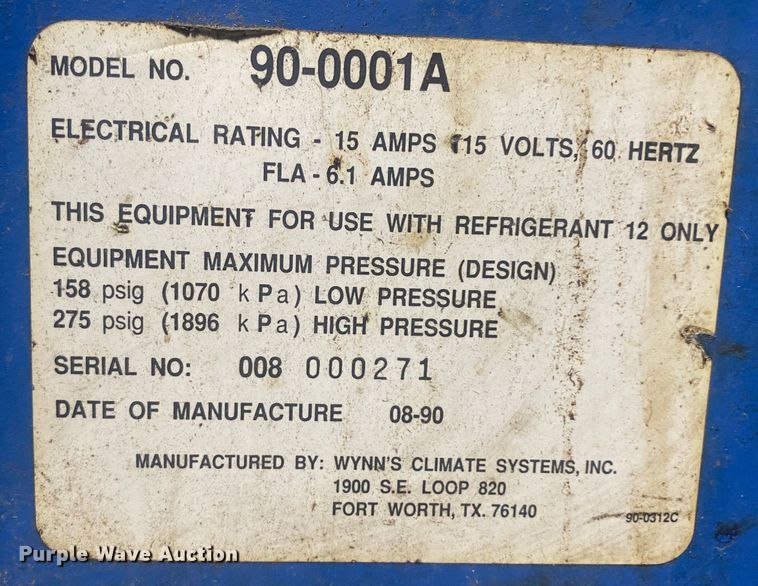 MODEL NO. 90-0001A
ELECTRICAL RATING - 15 AMPS 115 VOLTS, 60 HERTZ
FLA - 6.1 AMPS
THIS EQUIPMENT FOR USE WITH REFRIGERANT 12 ONLY
EQUIPMENT MAXIMUM PRESSURE (DESIGN)
158 psig (1070 kPa) LOW PRESSURE
275 psig (1896 kPa) HIGH PRESSURE
SERIAL NO: 008 000271
DATE OF MANUFACTURE 08-90
MANUFACTURED BY: WYNN'S CLIMATE SYSTEMS, INC.
1900 S.E. LOOP 820
FORT WORTH, TX. 76140
90-0312C
Purple Wave Auction